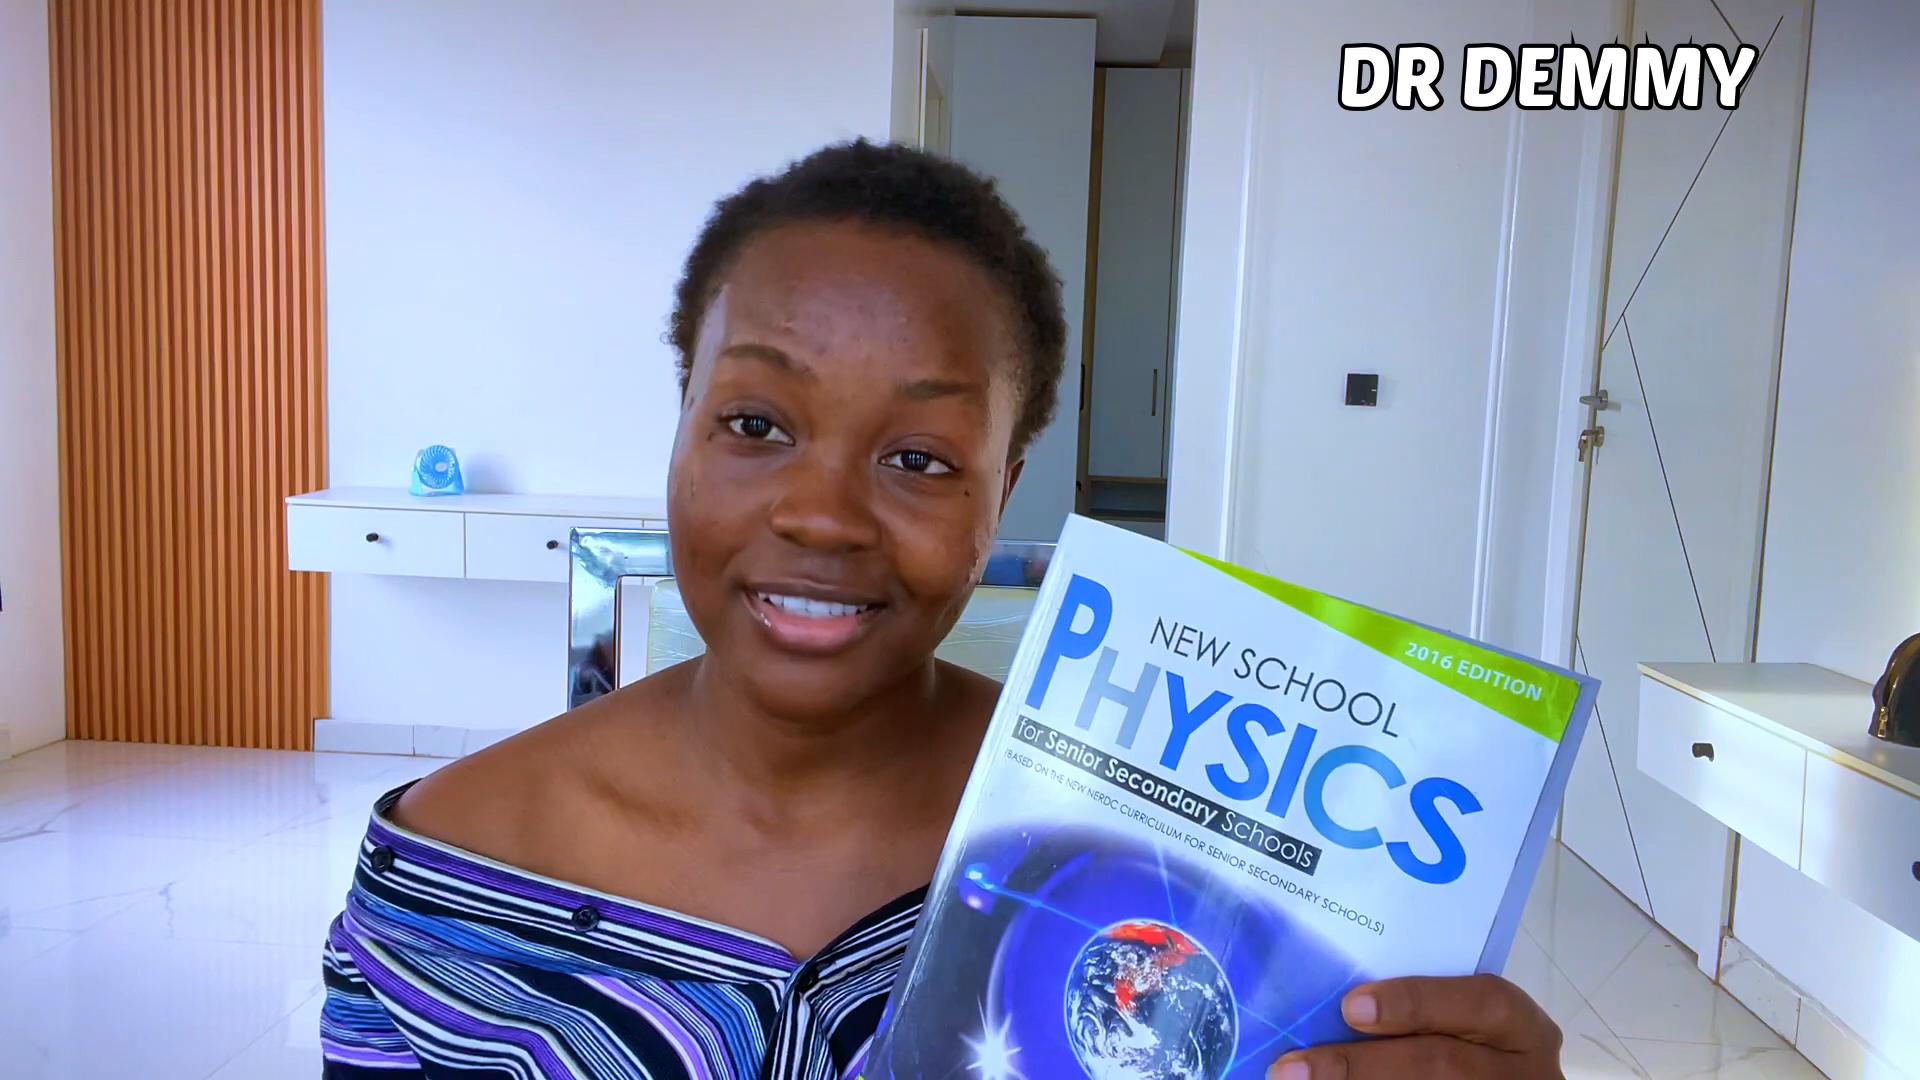 DR DEMMY
2016 EDITION
NEW SCHOOL
PHYSICS
for Senior Secondary Schools
(BASED ON THE NEW NERDC CURRICULUM FOR SENIOR SECONDARY SCHOOLS)